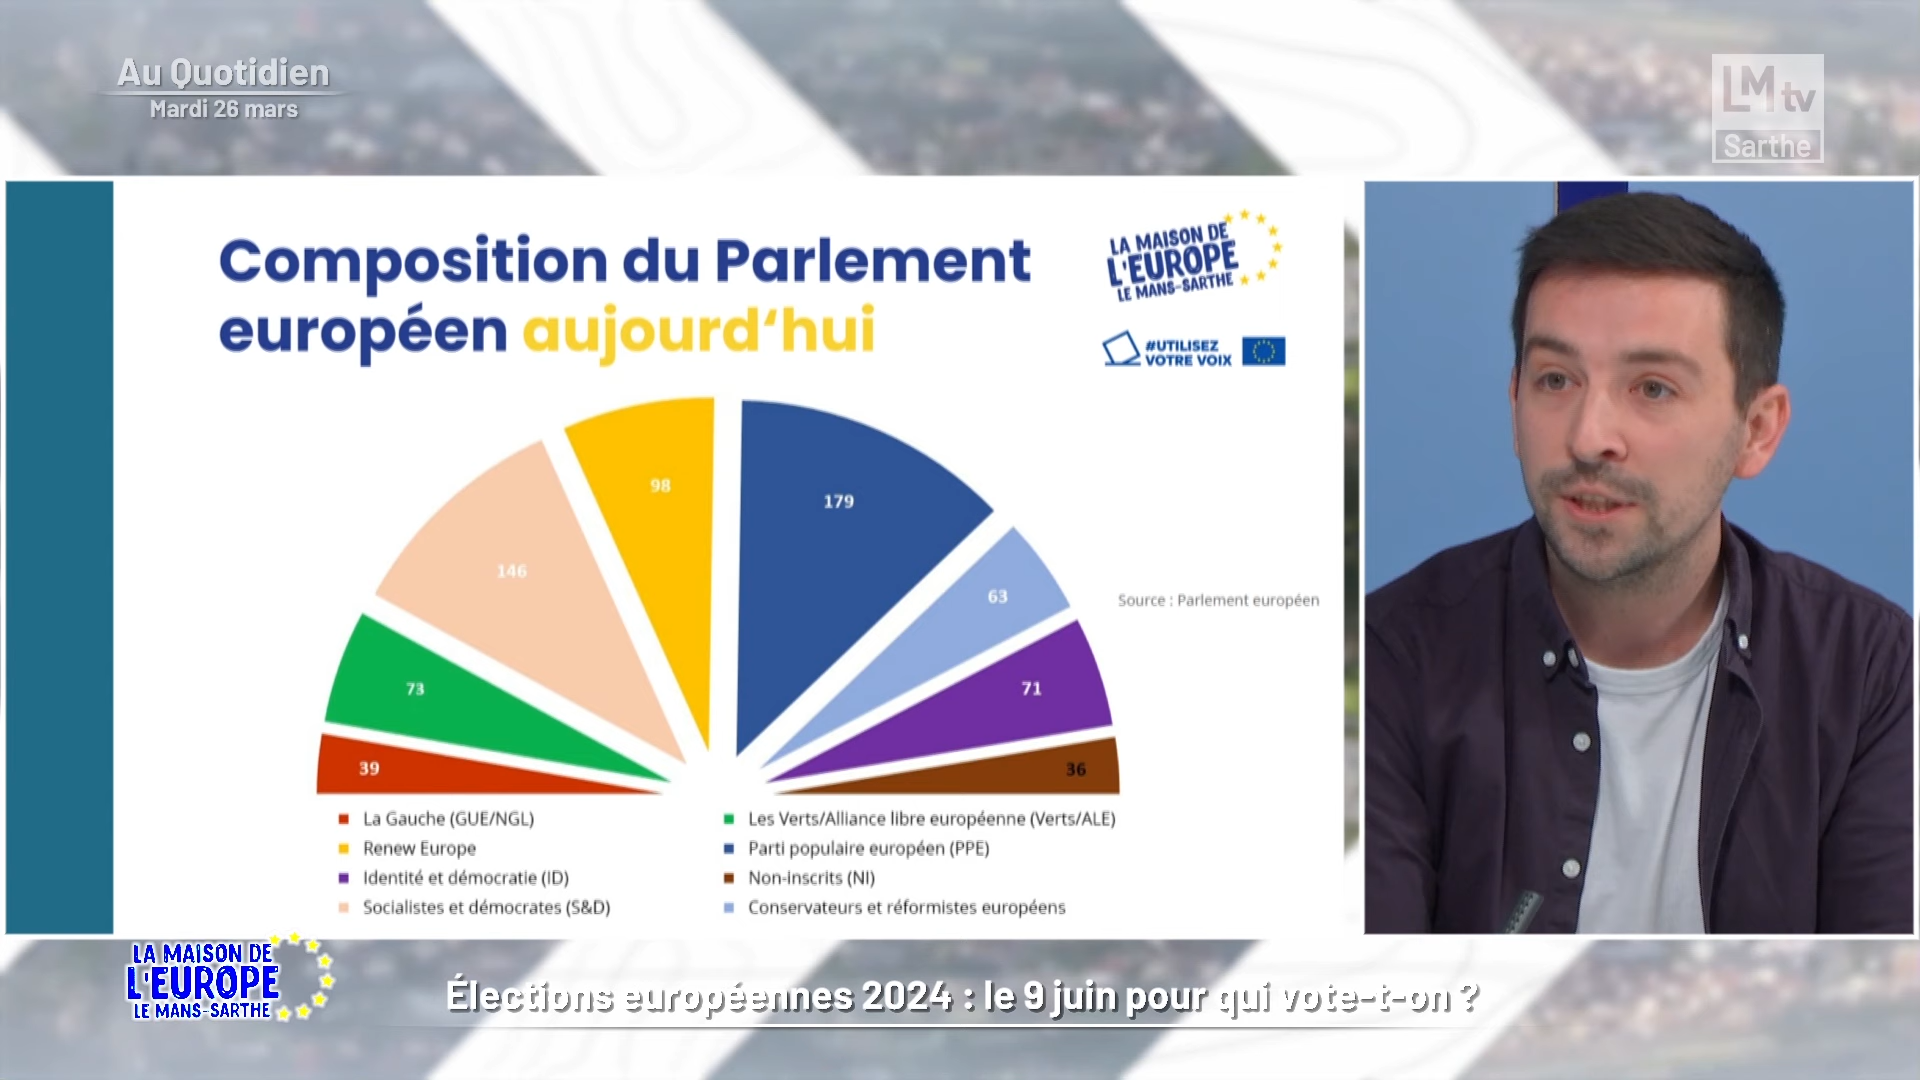 Au Quotidien
Mardi 26 mars
LM tv
Sarthe
Composition du Parlement
européen aujourd‘hui
LA MAISON DE
L'EUROPE
LE MANS-SARTHE
#UTILISEZ
VOTRE VOIX
39
73
146
98
179
63
71
36
Source : Parlement européen
La Gauche (GUE/NGL)
Les Verts/Alliance libre européenne (Verts/ALE)
Renew Europe
Parti populaire européen (PPE)
Identité et démocratie (ID)
Non-inscrits (NI)
Socialistes et démocrates (S&D)
Conservateurs et réformistes européens
LA MAISON DE
L'EUROPE
LE MANS-SARTHE
Élections européennes 2024 : le 9 juin pour qui vote-t-on ?